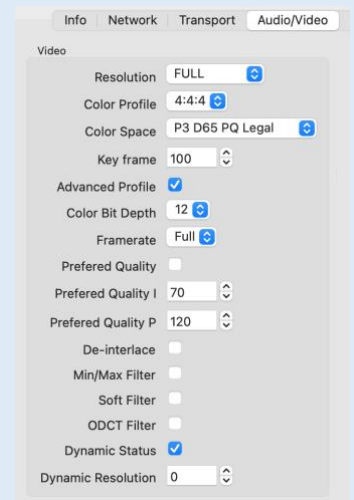 Info Network Transport Audio/Video
Video
Resolution FULL
Color Profile 4:4:4
Color Space P3 D65 PQ Legal
Key frame 100
Advanced Profile
Color Bit Depth 12
Framerate Full
Prefered Quality
Prefered Quality I 70
Prefered Quality P 120
De-interlace
Min/Max Filter
Soft Filter
ODCT Filter
Dynamic Status
Dynamic Resolution 0